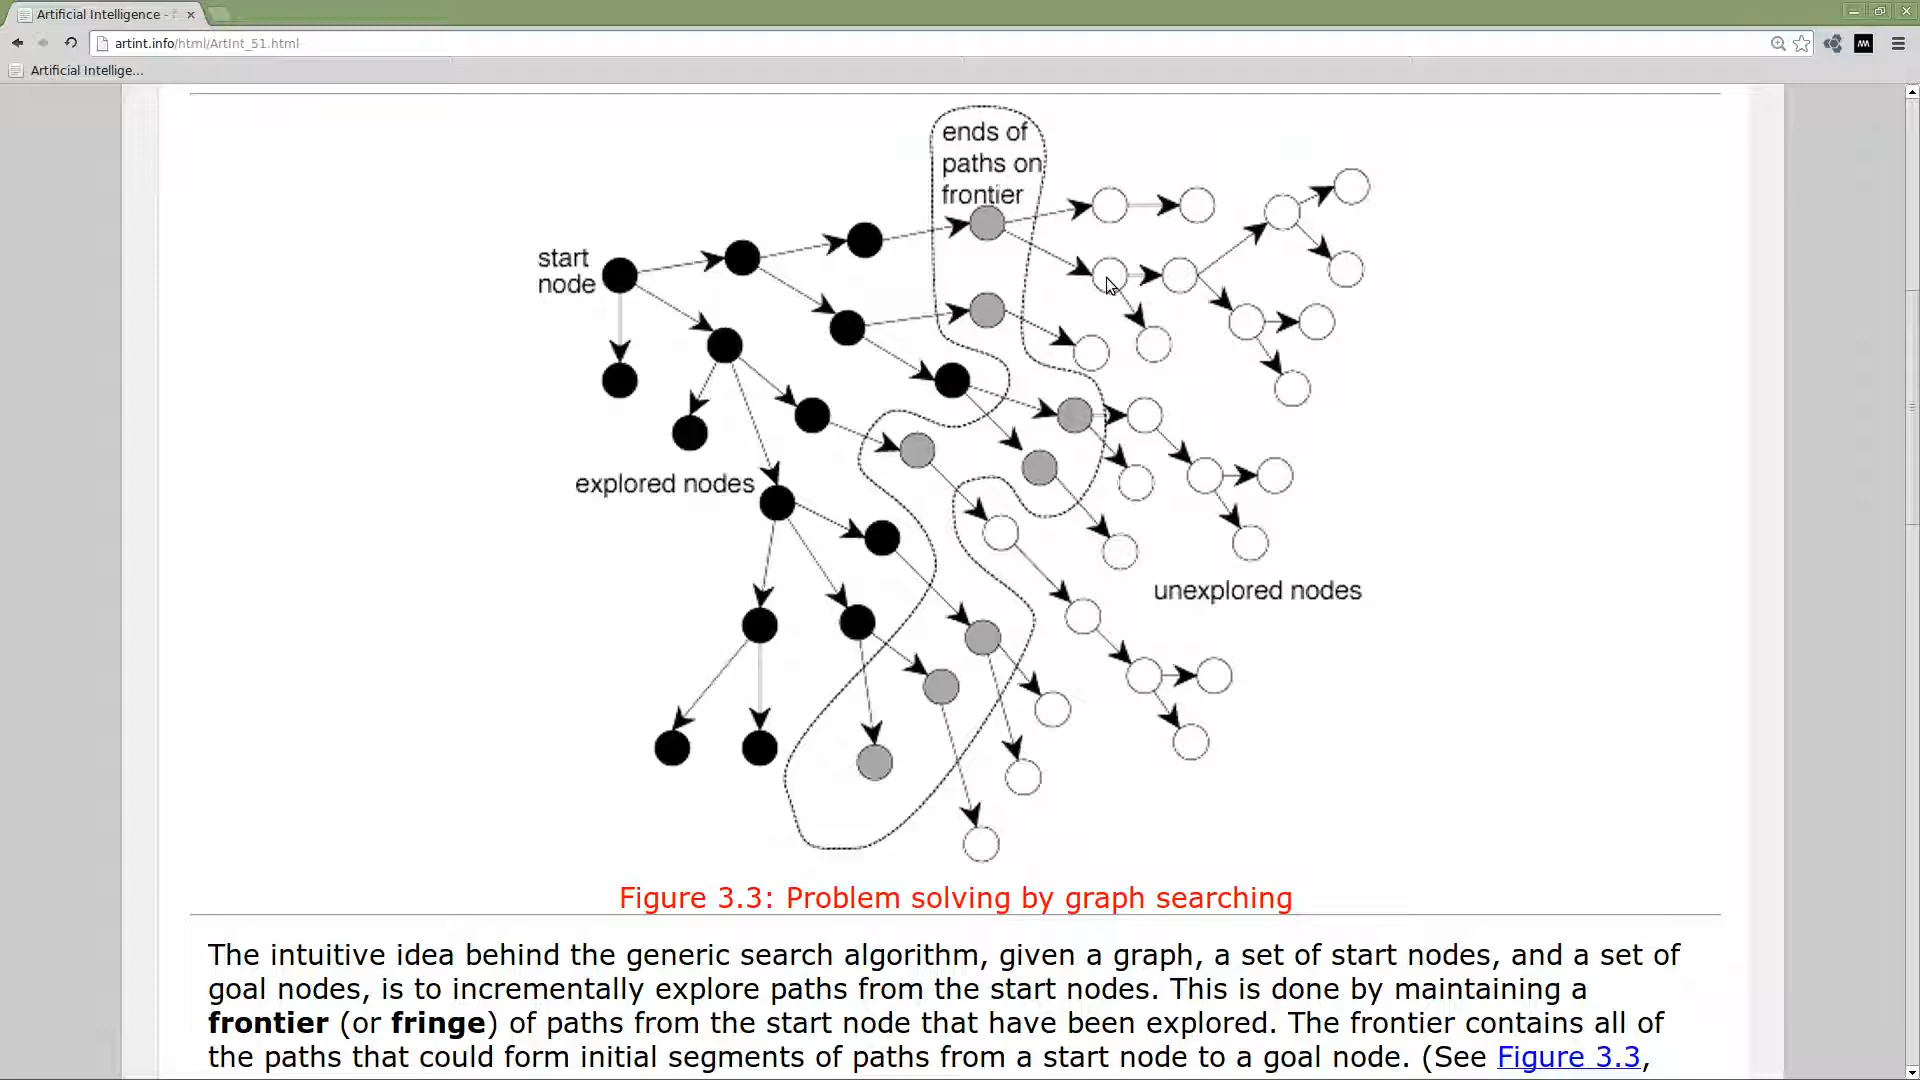 Artificial Intelligence - f
artint.info/html/ArtInt_51.html
Artificial Intellige...
ends of
paths on
frontier
start
node
explored nodes
unexplored nodes
Figure 3.3: Problem solving by graph searching
The intuitive idea behind the generic search algorithm, given a graph, a set of start nodes, and a set of
goal nodes, is to incrementally explore paths from the start nodes. This is done by maintaining a
frontier (or fringe) of paths from the start node that have been explored. The frontier contains all of
the paths that could form initial segments of paths from a start node to a goal node. (See Figure 3.3,